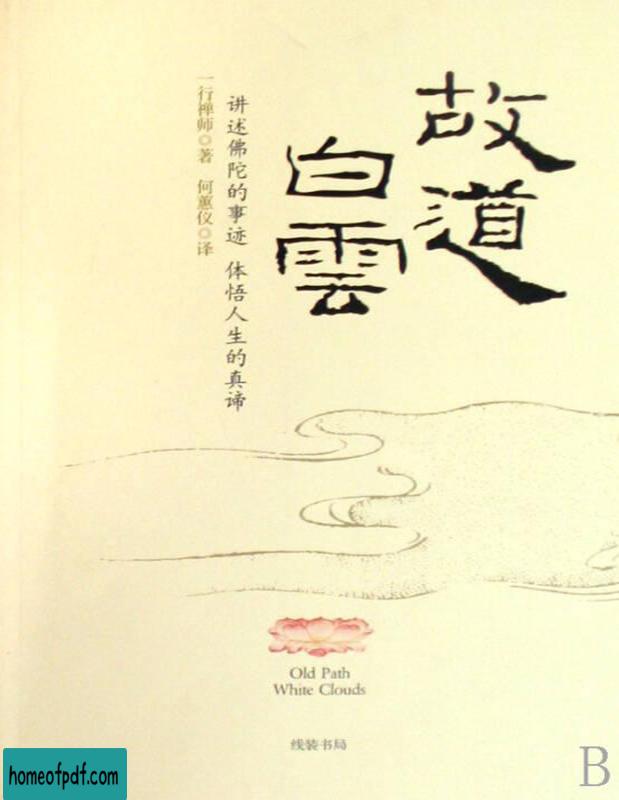 故道
白雲
讲述佛陀的事迹 体悟人生的真谛
一行禅师◎著 何蕙仪◎译
Old Path
White Clouds
线装书局
B
homeofpdf.com